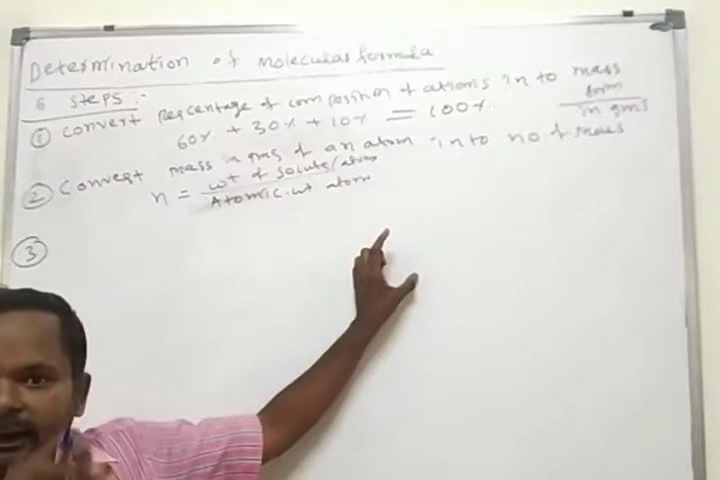 Determination of molecular formula
6 steps:-
① Convert percentage of composition of atoms in to mass form in gms
60% + 30% + 10% = 100%
② Convert mass in gms of an atom into no of moles
n = wt of solute/atom
Atomic.wt atom
③